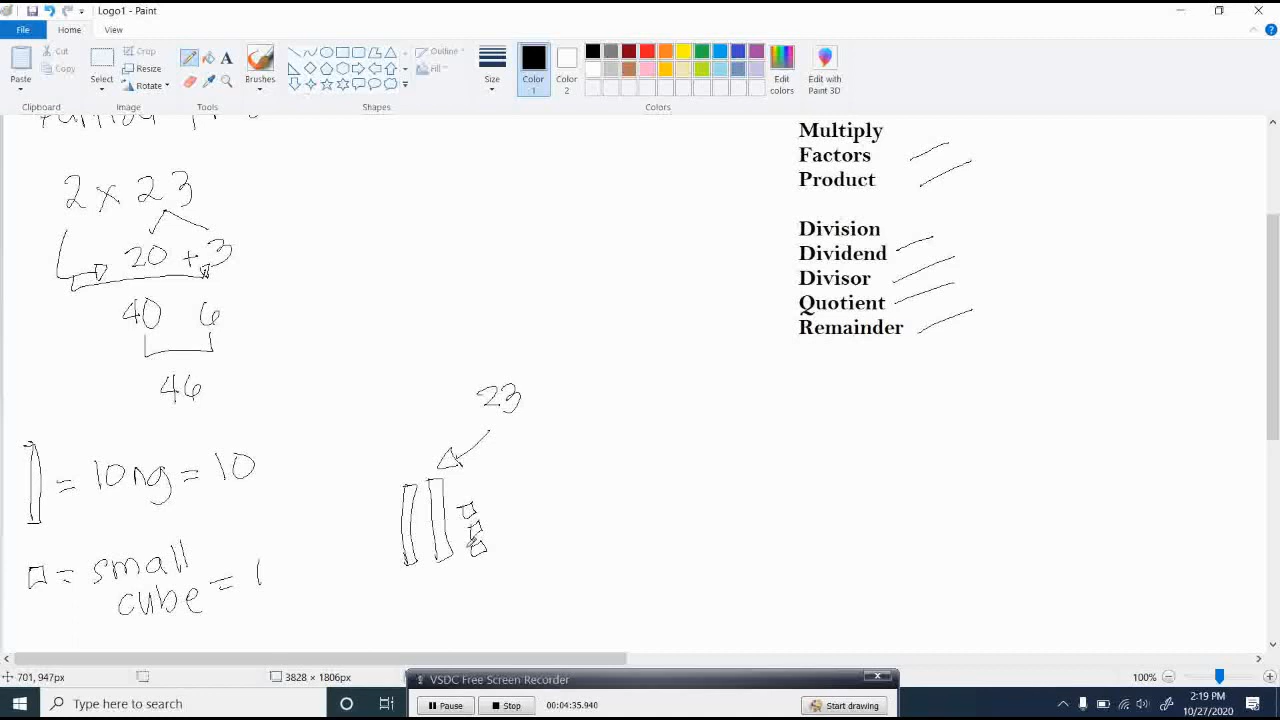 Logo1 - Paint
File
Home
View
Paste
Cut
Copy
Clipboard
Select
Crop
Resize
Rotate
Image
Tools
Brushes
Shapes
Outline
Fill
Size
Color
1
Color
2
Colors
Edit
colors
Edit with
Paint 3D
2 × 23
20 + 3
40 6
46
= long = 10
= small
cube = 1
23
Multiply
Factors
Product
Division
Dividend
Divisor
Quotient
Remainder
701, 947px
3828 × 1806px
100%
VSDC Free Screen Recorder
Pause
Stop
00:04:35.940
Start drawing
Type here to search
2:19 PM
10/27/2020